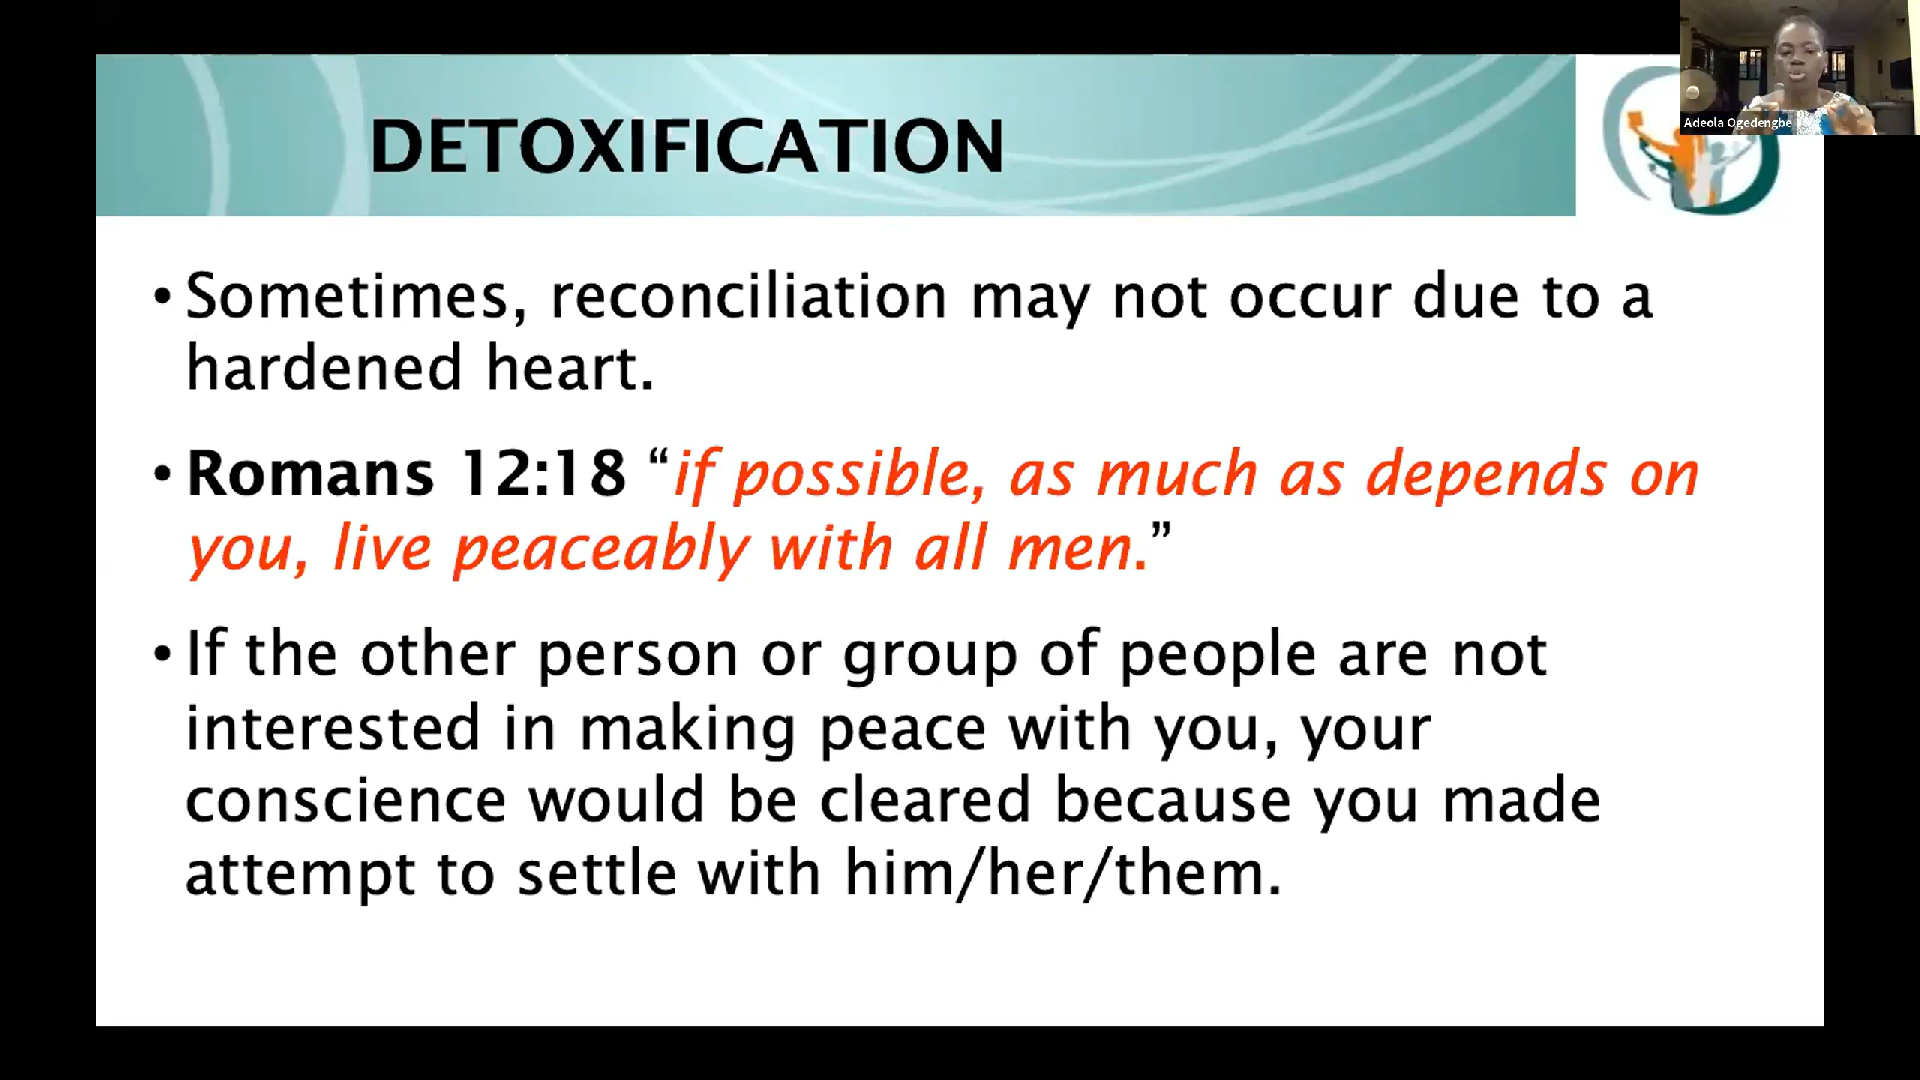 DETOXIFICATION
Adeola Ogedengbe
• Sometimes, reconciliation may not occur due to a
hardened heart.
• Romans 12:18 “if possible, as much as depends on
you, live peaceably with all men.”
• If the other person or group of people are not
interested in making peace with you, your
conscience would be cleared because you made
attempt to settle with him/her/them.